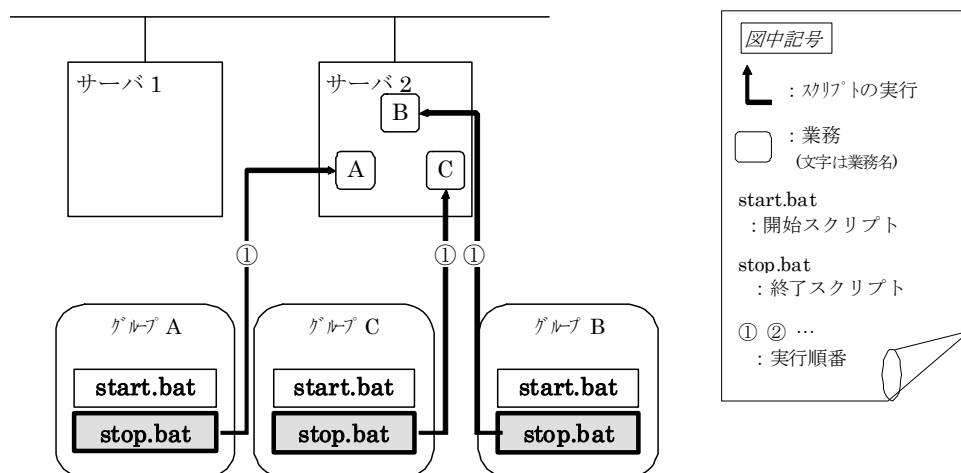 サーバ 1
サーバ 2
B
A
C
①
①
①
グループ A
グループ C
グループ B
start.bat
start.bat
start.bat
stop.bat
stop.bat
stop.bat
図中記号
：スクリプトの実行
：業務
(文字は業務名)
start.bat
：開始スクリプト
stop.bat
：終了スクリプト
① ② …
：実行順番